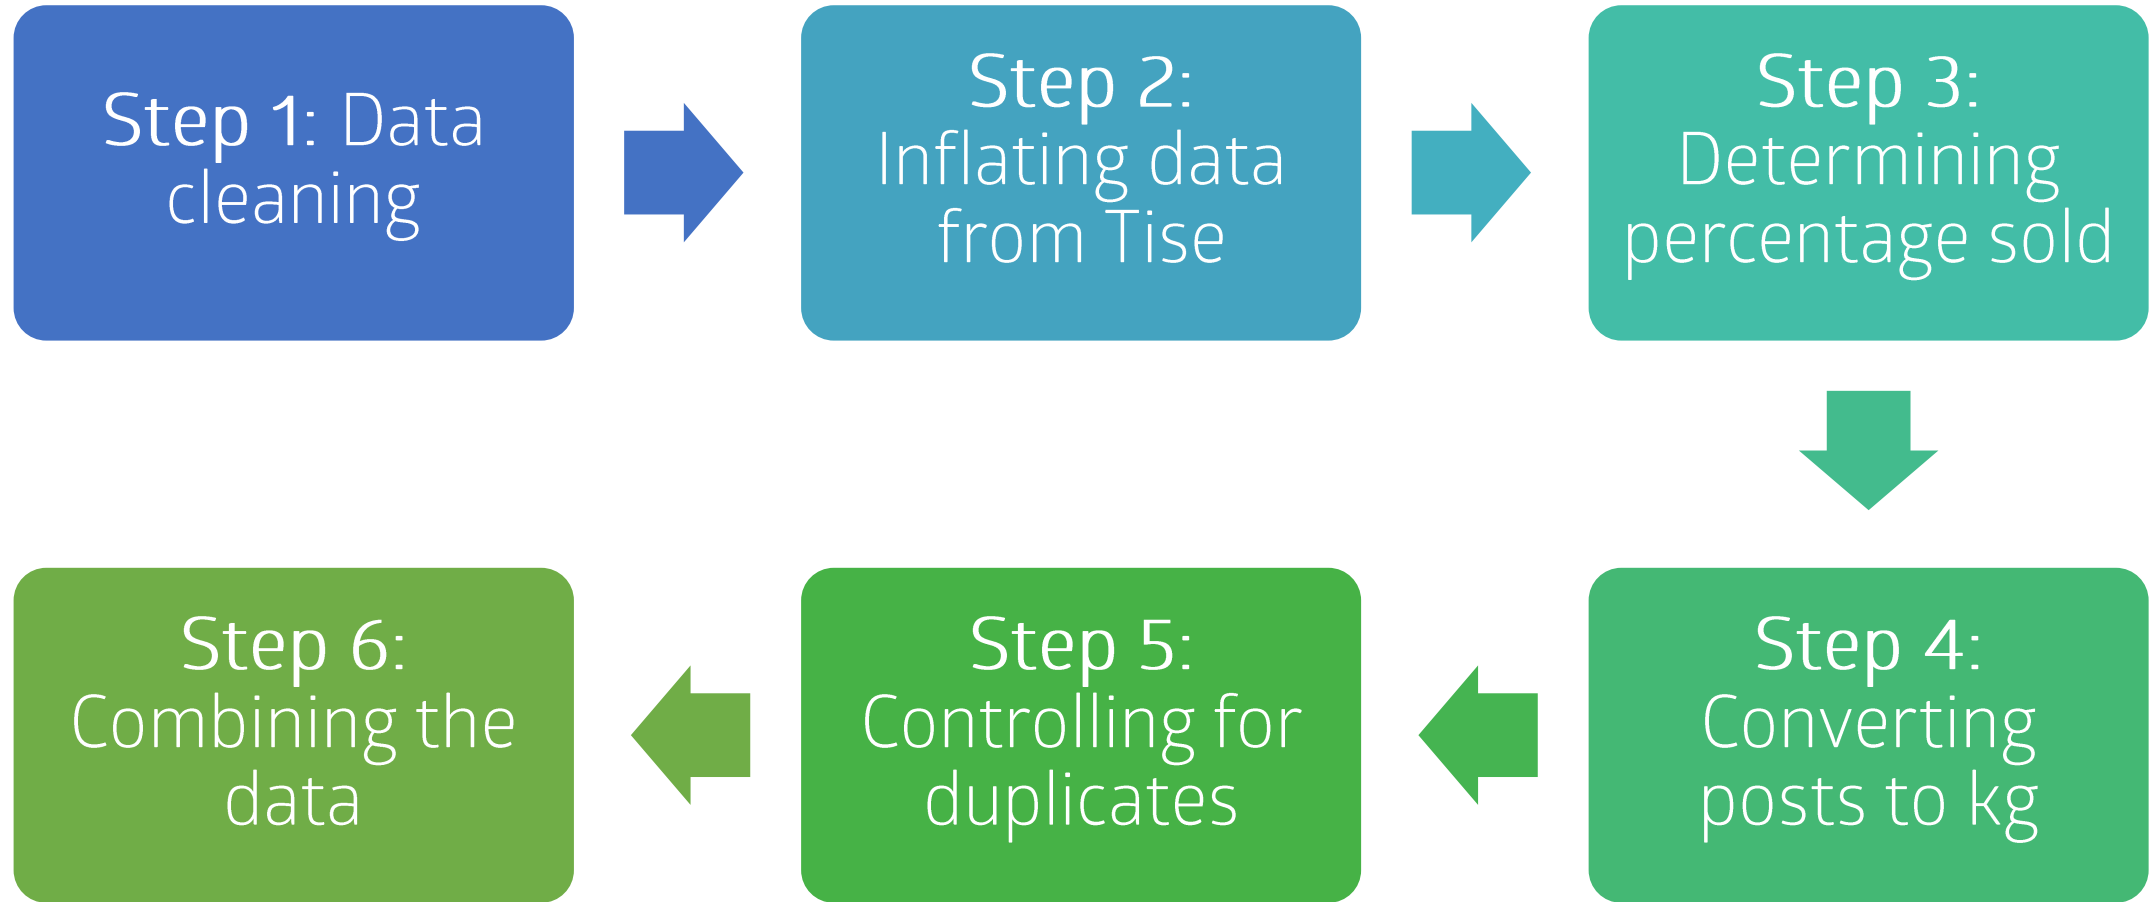 Step 1: Data
cleaning
Step 2:
Inflating data
from Tise
Step 3:
Determining
percentage sold
Step 4:
Converting
posts to kg
Step 5:
Controlling for
duplicates
Step 6:
Combining the
data